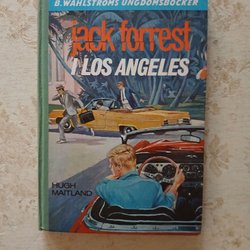 B. WAHLSTRÖMS UNGDOMSBÖCKER
jack forrest
I LOS ANGELES
HUGH
MAITLAND